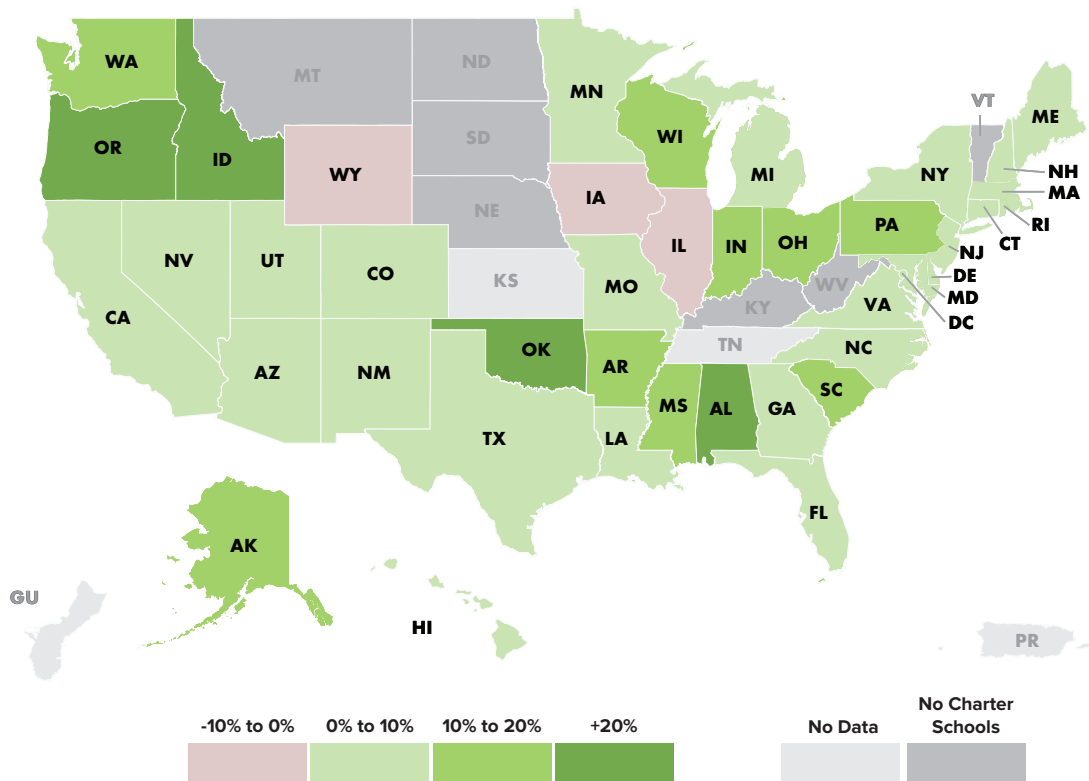 WA
MT
ND
MN
VT
ME
OR
ID
SD
WI
WY
MI
NY
NH
MA
NE
IA
RI
PA
CT
IL
IN
OH
NJ
NV
UT
CO
KS
MO
WV
DE
MD
VA
KY
DC
CA
TN
NC
OK
AZ
NM
AR
SC
MS
AL
GA
TX
LA
FL
AK
GU
HI
PR
-10% to 0%
0% to 10%
10% to 20%
+20%
No Data
No Charter
Schools